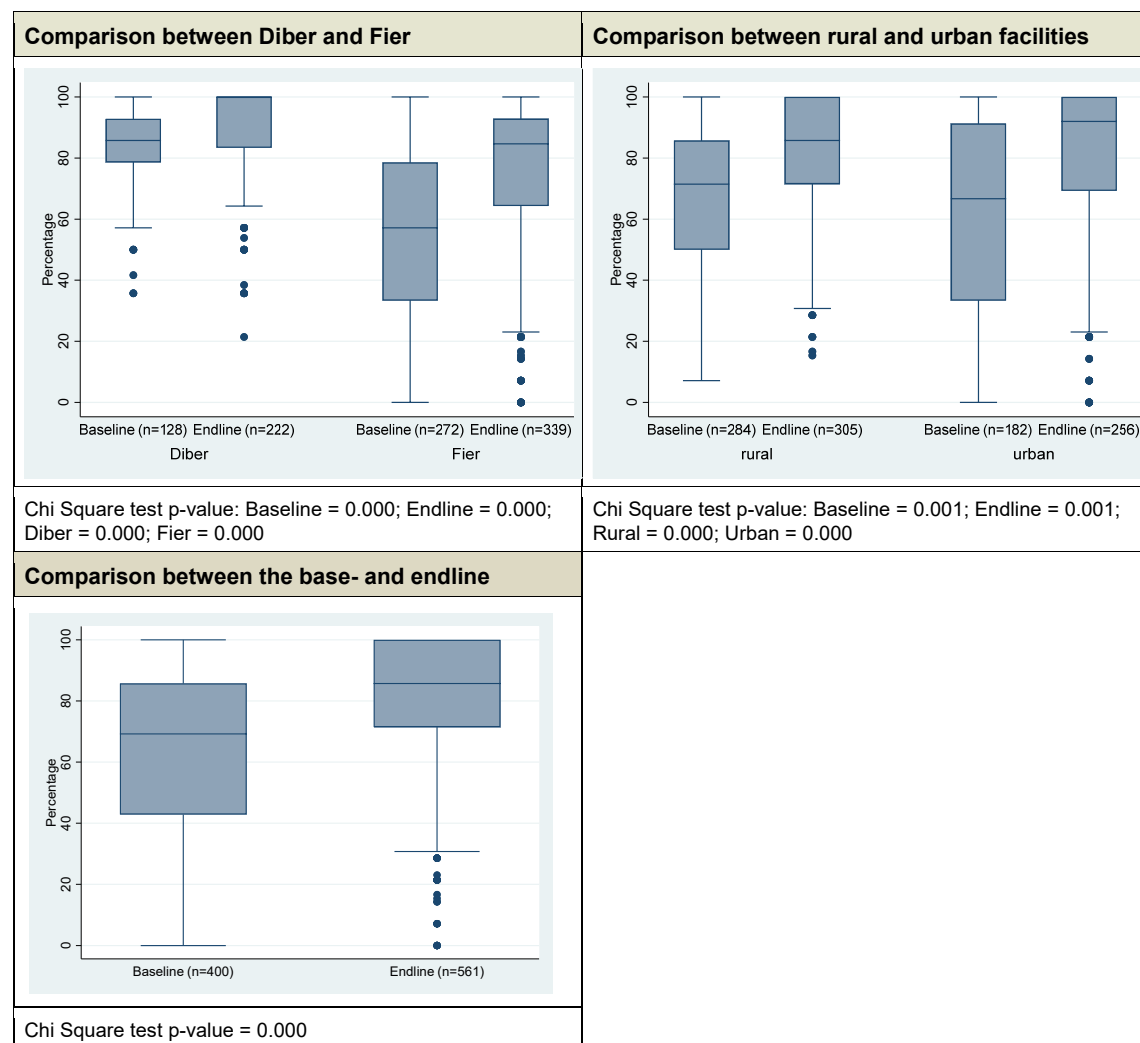 Comparison between Diber and Fier
Percentage
100
80
60
40
20
0
Baseline (n=128) Endline (n=222) Baseline (n=272) Endline (n=339)
Diber Fier
Chi Square test p-value: Baseline = 0.000; Endline = 0.000;
Diber = 0.000; Fier = 0.000
Comparison between rural and urban facilities
Percentage
100
80
60
40
20
0
Baseline (n=284) Endline (n=305) Baseline (n=182) Endline (n=256)
rural urban
Chi Square test p-value: Baseline = 0.001; Endline = 0.001;
Rural = 0.000; Urban = 0.000
Comparison between the base- and endline
Percentage
100
80
60
40
20
0
Baseline (n=400) Endline (n=561)
Chi Square test p-value = 0.000